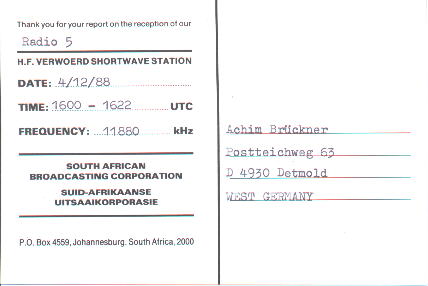 Thank you for your report on the reception of our
Radio 5
H.F. VERWOERD SHORTWAVE STATION
DATE: 4/12/88
TIME: 1600 - 1622 UTC
FREQUENCY: 11880 kHz
SOUTH AFRICAN
BROADCASTING CORPORATION
SUID-AFRIKAANSE
UITSAAIKORPORASIE
P.O. Box 4559, Johannesburg, South Africa, 2000
Achim Brückner
Postteichweg 63
D 4930 Detmold
WEST GERMANY